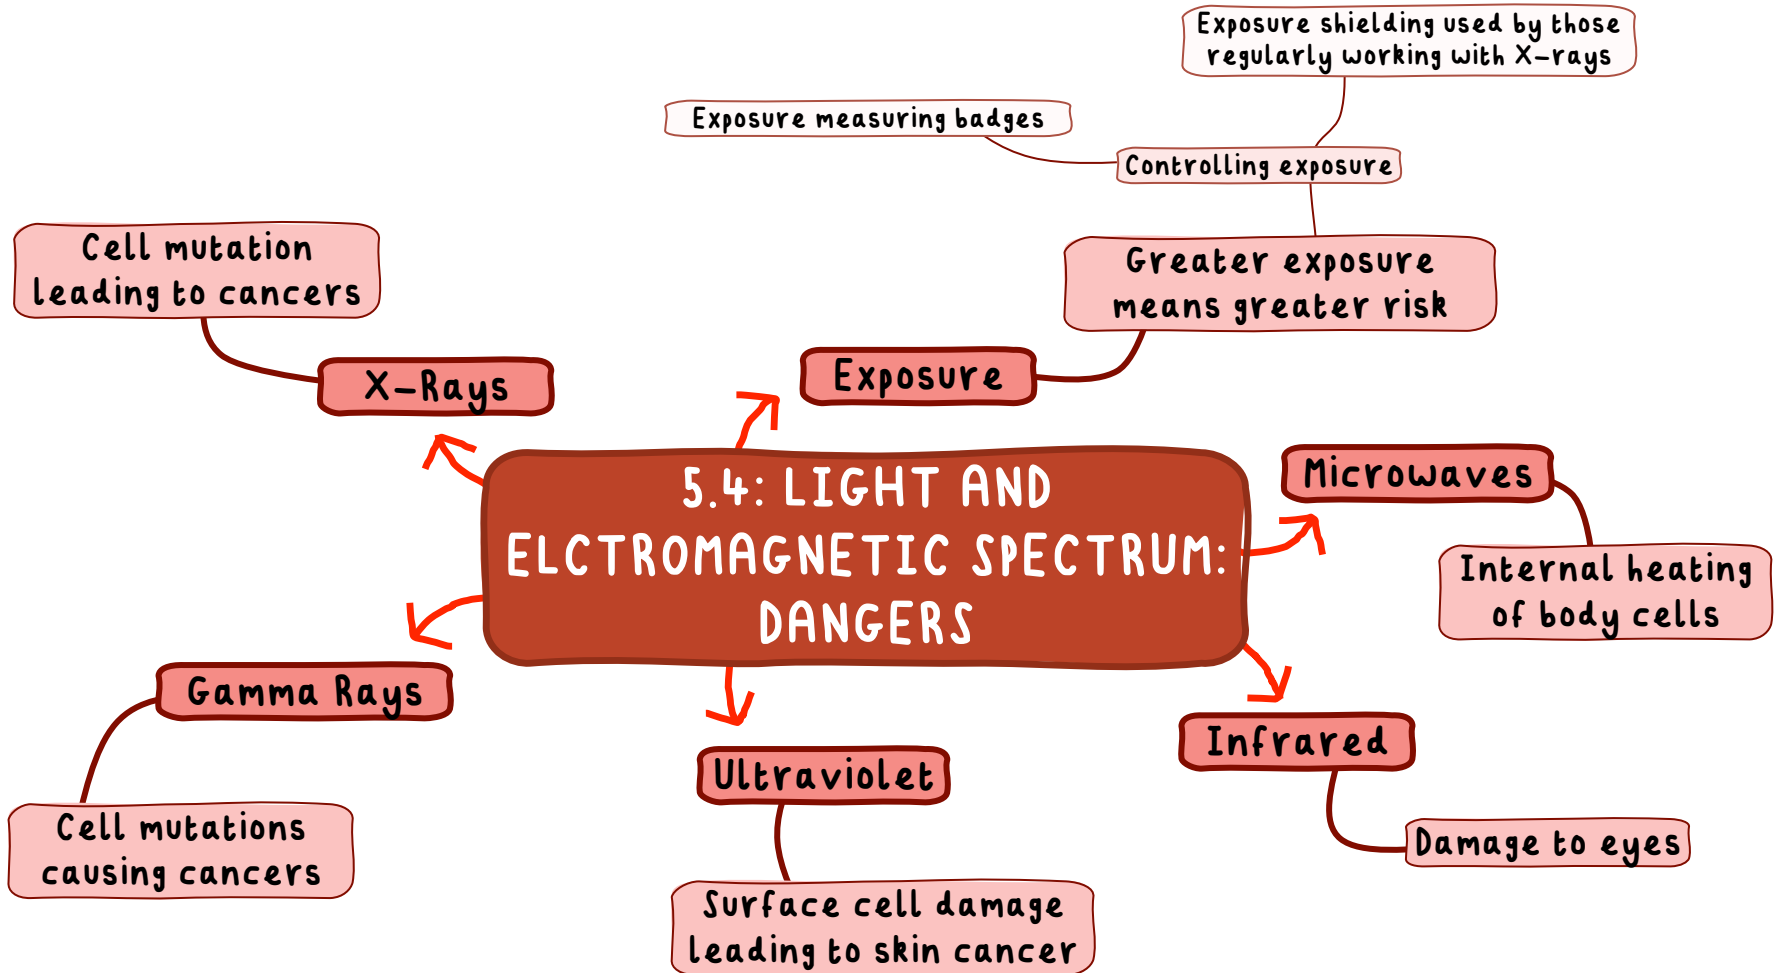 Exposure shielding used by those
regularly working with X-rays
Exposure measuring badges
Controlling exposure
Greater exposure
means greater risk
Cell mutation
leading to cancers
X-Rays
Exposure
Microwaves
Internal heating
of body cells
5.4: LIGHT AND
ELCTROMAGNETIC SPECTRUM:
DANGERS
Gamma Rays
Cell mutations
causing cancers
Ultraviolet
Surface cell damage
leading to skin cancer
Infrared
Damage to eyes